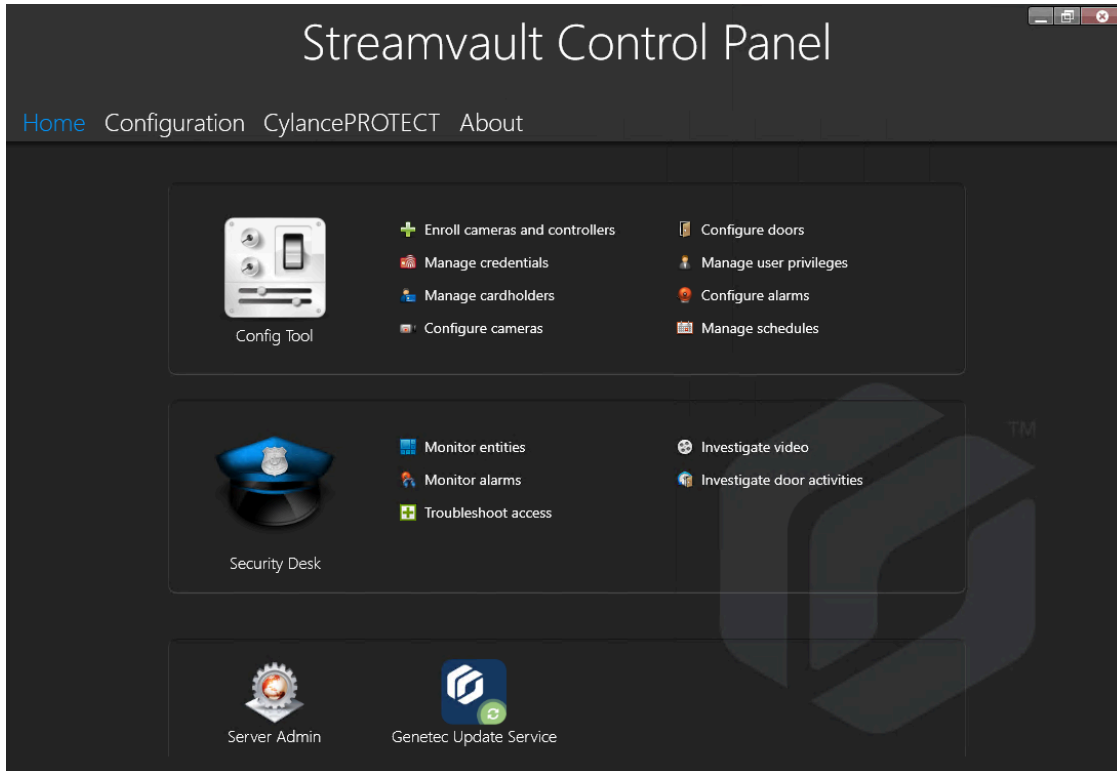 Streamvault Control Panel
Home Configuration CylancePROTECT About
Config Tool
Enroll cameras and controllers
Manage credentials
Manage cardholders
Configure cameras
Configure doors
Manage user privileges
Configure alarms
Manage schedules
Security Desk
Monitor entities
Monitor alarms
Troubleshoot access
Investigate video
Investigate door activities
TM
Server Admin
Genetec Update Service